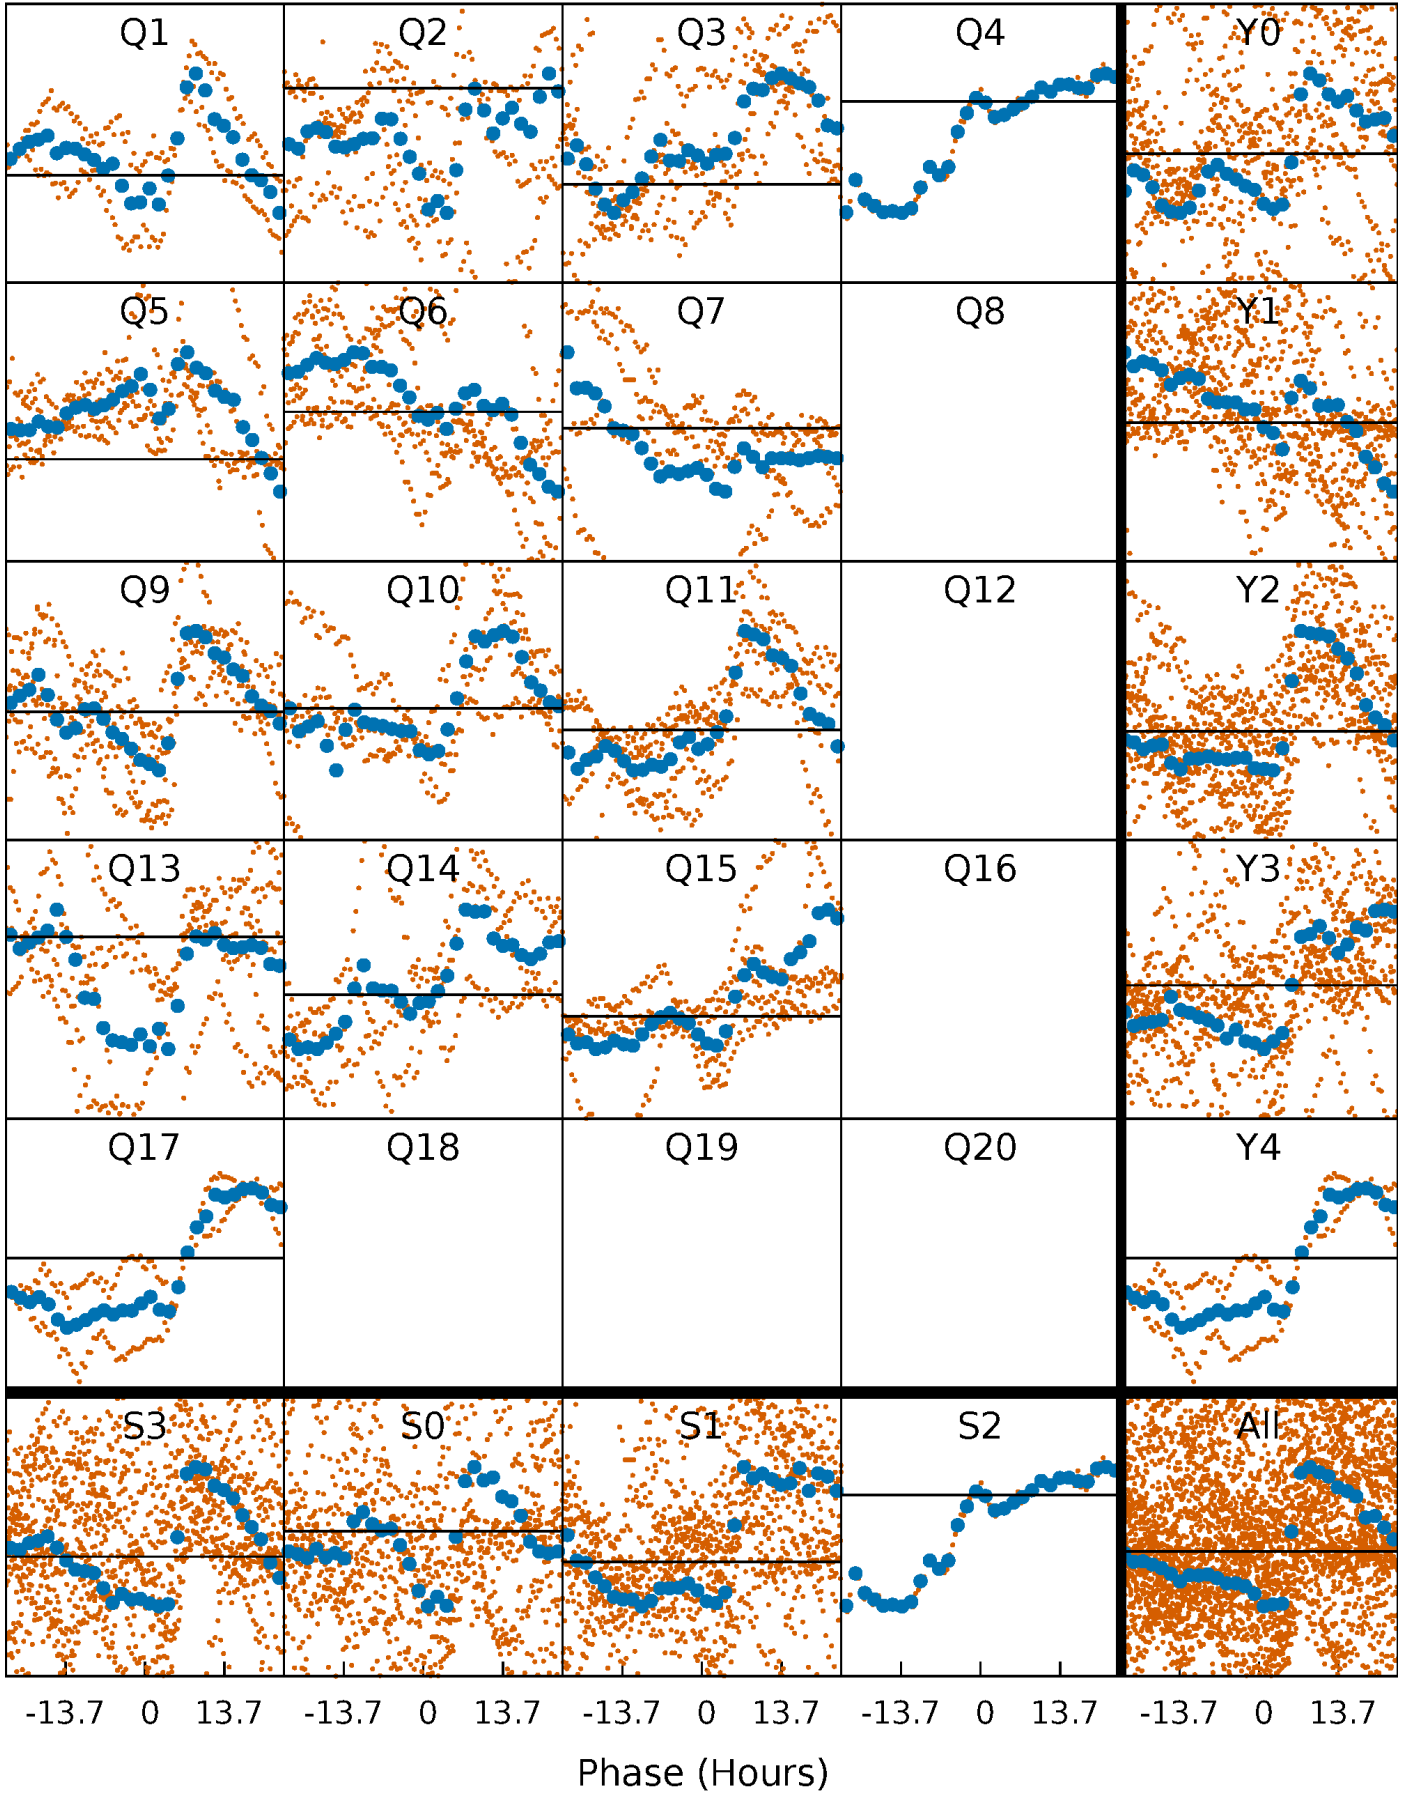 Q1 Q2 Q3 Q4 Y0
Q5 Q6 Q7 Q8 Y1
Q9 Q10 Q11 Q12 Y2
Q13 Q14 Q15 Q16 Y3
Q17 Q18 Q19 Q20 Y4
S3 S0 S1 S2 All
-13.7 0 13.7 -13.7 0 13.7 -13.7 0 13.7 -13.7 0 13.7 -13.7 0 13.7
Phase (Hours)